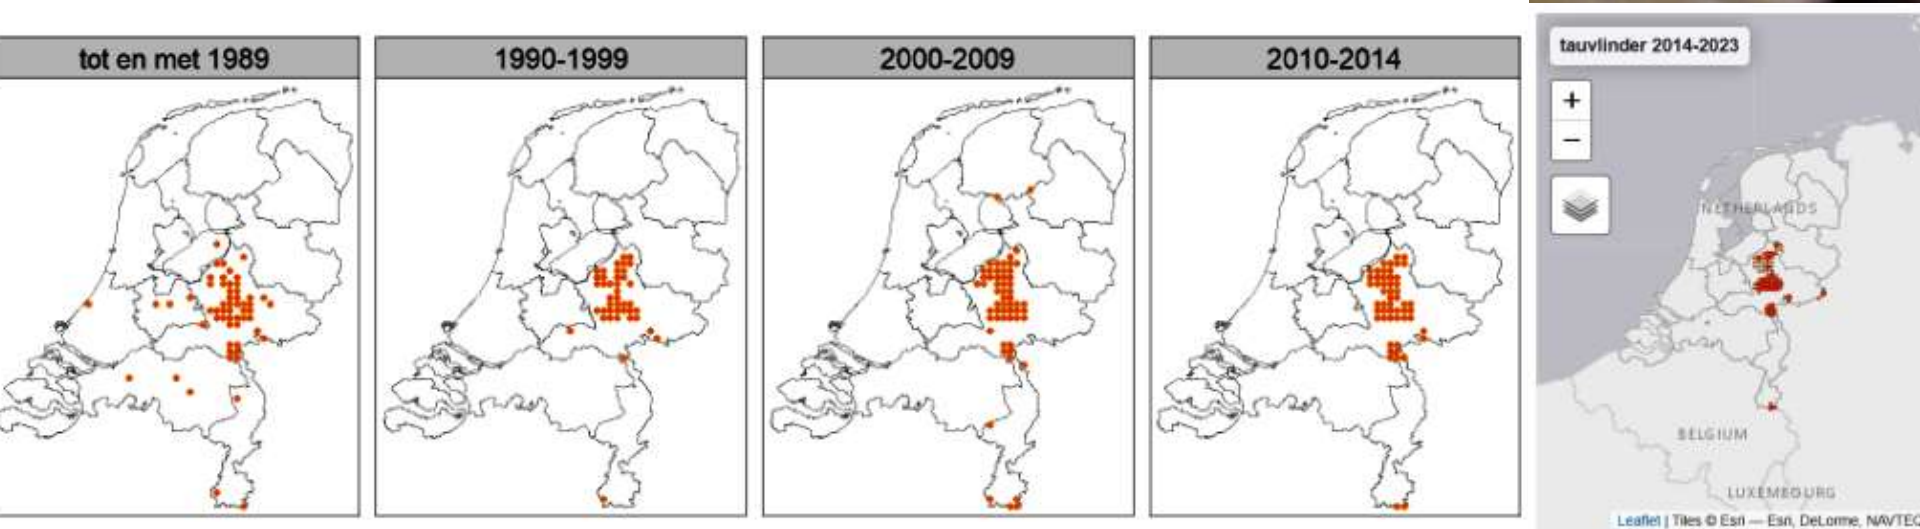 tot en met 1989
1990-1999
2000-2009
2010-2014
tauvlinder 2014-2023
+
−
NETHERLANDS
BELGIUM
LUXEMBOURG
Leaflet | Tiles © Esri — Esri, DeLorme, NAVTEQ